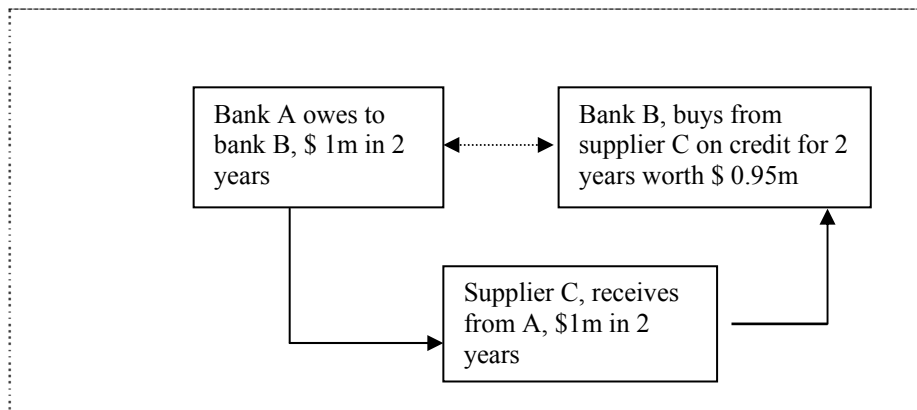 Bank A owes to
bank B, $ 1m in 2
years
Bank B, buys from
supplier C on credit for 2
years worth $ 0.95m
Supplier C, receives
from A, $1m in 2
years